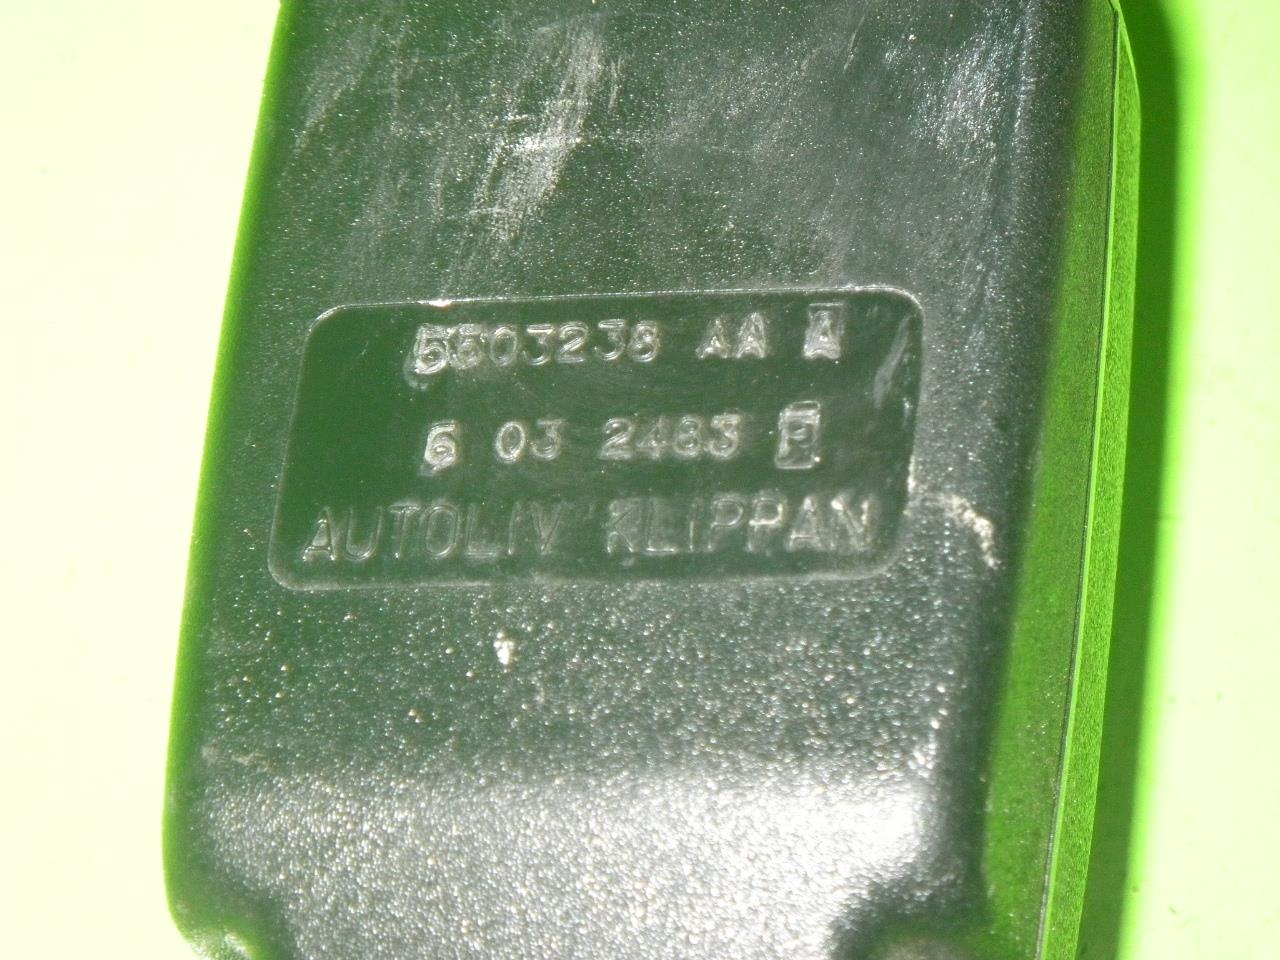 5503238 AA A
6 03 2483 F
AUTOLIV KLIPPAN